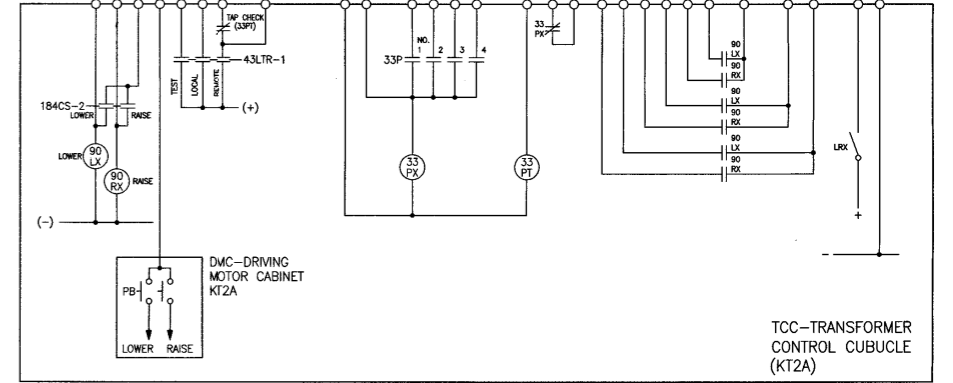 TAP CHECK
(33PT)
33
PX
NO.
1 2 3 4
33P
43LTR-1
TEST
LOCAL
REMOTE
(+)
184CS-2
LOWER
RAISE
90
LX
90
RX
90
LX
90
RX
90
LX
90
RX
LRX
LOWER
90
LX
90
RX
RAISE
33
PX
33
PT
(-)
+
-
DMC-DRIVING
MOTOR CABINET
KT2A
PB
LOWER RAISE
TCC-TRANSFORMER
CONTROL CUBUCLE
(KT2A)